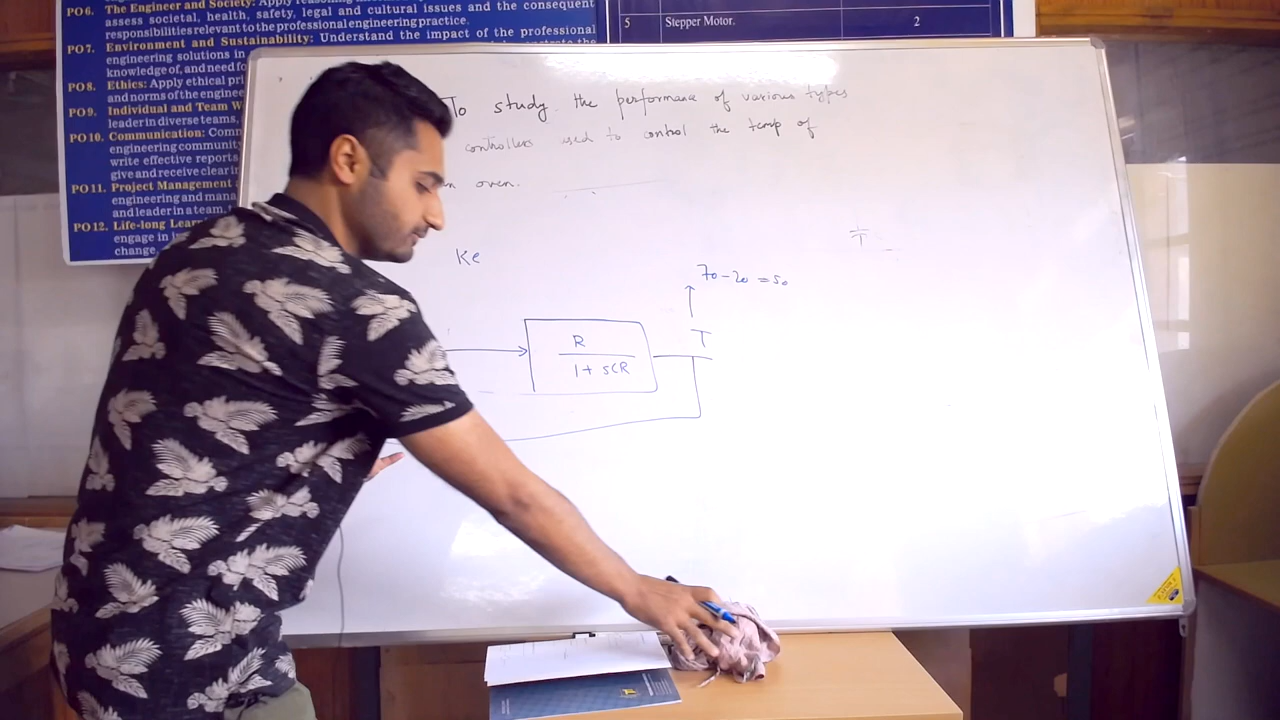 PO6. The Engineer and Society: Apply reasoning
assess societal, health, safety, legal and cultural issues and the consequent
responsibilities relevant to the professional engineering practice.
PO7. Environment and Sustainability: Understand the impact of the professional
engineering solutions in
knowledge of, and need fo
PO8. Ethics: Apply ethical pri
and norms of the enginee
PO9. Individual and Team W
leader in diverse teams,
PO10. Communication: Comm
engineering community
write effective reports
give and receive clear in
PO11. Project Management a
engineering and mana
and leader in a team, t
PO12. Life-long Lear
engage in i
change.
5 Stepper Motor. 2
To study the performance of various types
controllers used to control the temp of
n oven.
Ke
T
70 - 20 = 50
T
R
1 + sCR